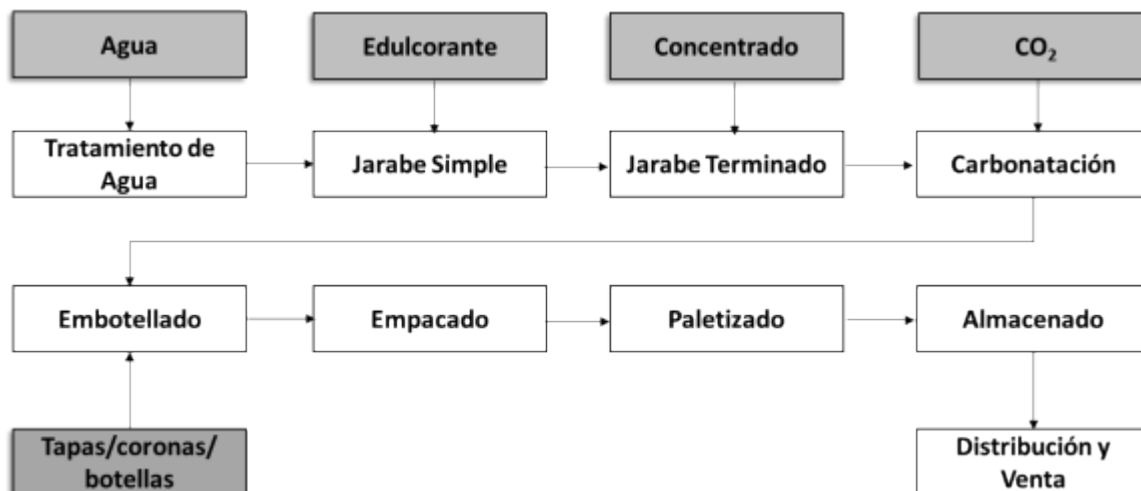 Agua
Edulcorante
Concentrado
CO₂
Tratamiento de
Agua
Jarabe Simple
Jarabe Terminado
Carbonatación
Embotellado
Empacado
Paletizado
Almacenado
Tapas/coronas/
botellas
Distribución y
Venta